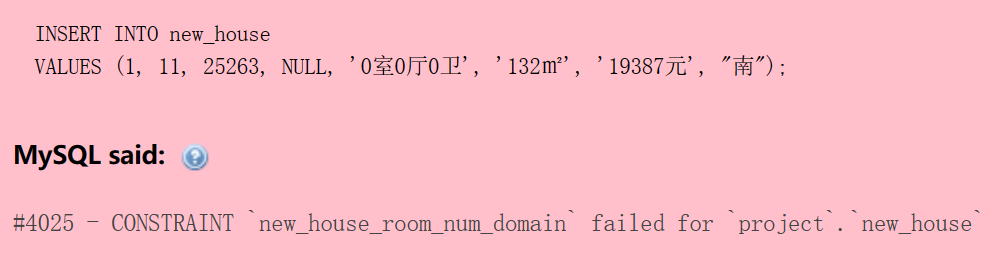 INSERT INTO new_house
VALUES (1, 11, 25263, NULL, '0室0厅0卫', '132㎡', '19387元', "南");
MySQL said:
#4025 - CONSTRAINT `new_house_room_num_domain` failed for `project`.`new_house`